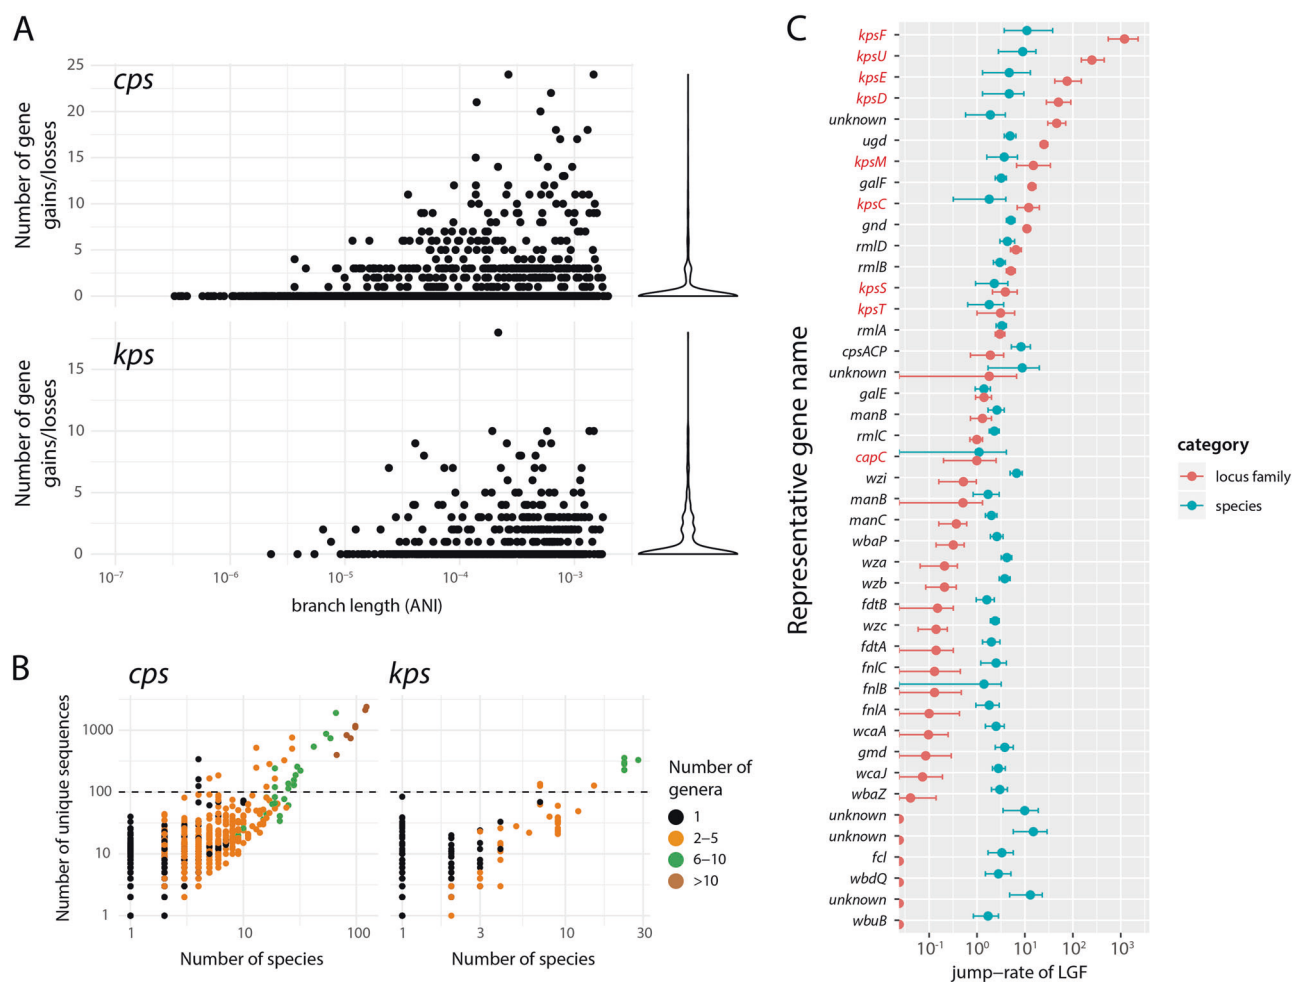 A
cps
Number of gene
gains/losses
25
20
15
10
5
0
kps
Number of gene
gains/losses
15
10
5
0
10⁻⁷
10⁻⁶
10⁻⁵
10⁻⁴
10⁻³
branch length (ANI)
B
cps
kps
Number of unique sequences
1000
100
10
1
1
10
100
Number of species
1
3
10
30
Number of species
Number of
genera
1
2–5
6–10
>10
C
Representative gene name
kpsF
kpsU
kpsE
kpsD
unknown
ugd
kpsM
galF
kpsC
gnd
rmlD
rmlB
kpsS
kpsT
rmlA
cpsACP
unknown
galE
manB
rmlC
capC
wzi
manB
manC
wbaP
wza
wzb
fdtB
wzc
fdtA
fnlC
fnlB
fnlA
wcaA
gmd
wcaJ
wbaZ
unknown
unknown
fcl
wbdQ
unknown
wbuB
10⁻¹
10⁰
10¹
10²
10³
jump–rate of LGF
category
locus family
species